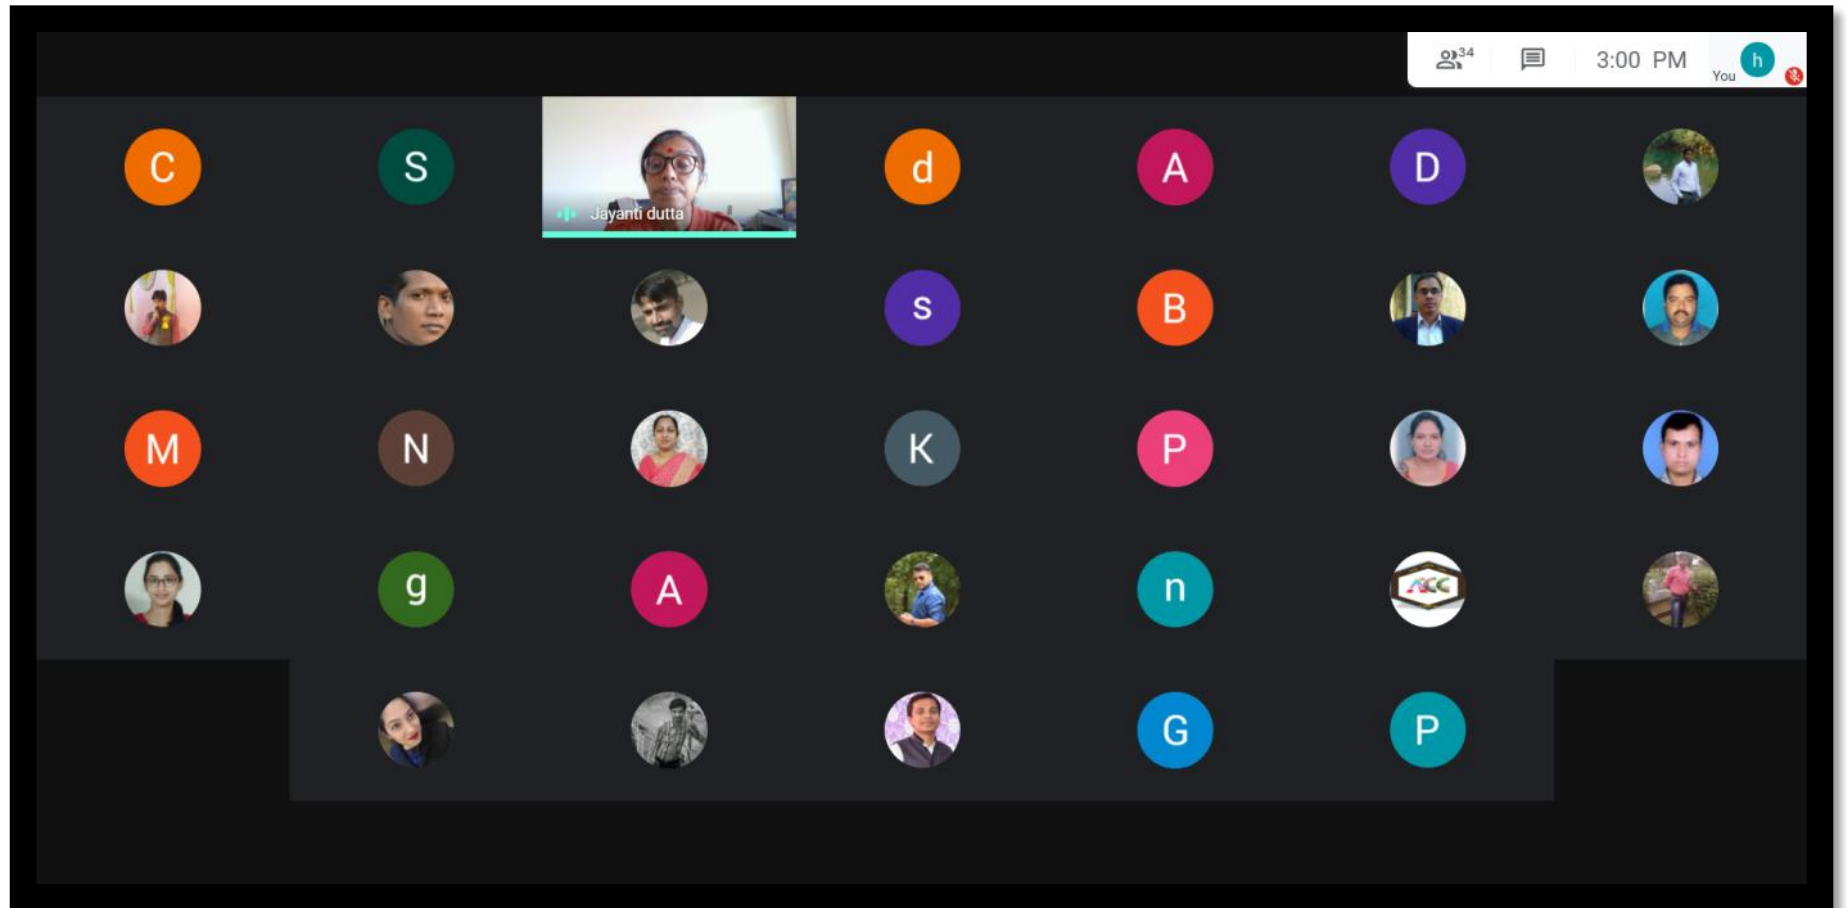 34
3:00 PM
You h
C S d A D
Jayanti dutta
s B
M N K P
g A n ACC
G P